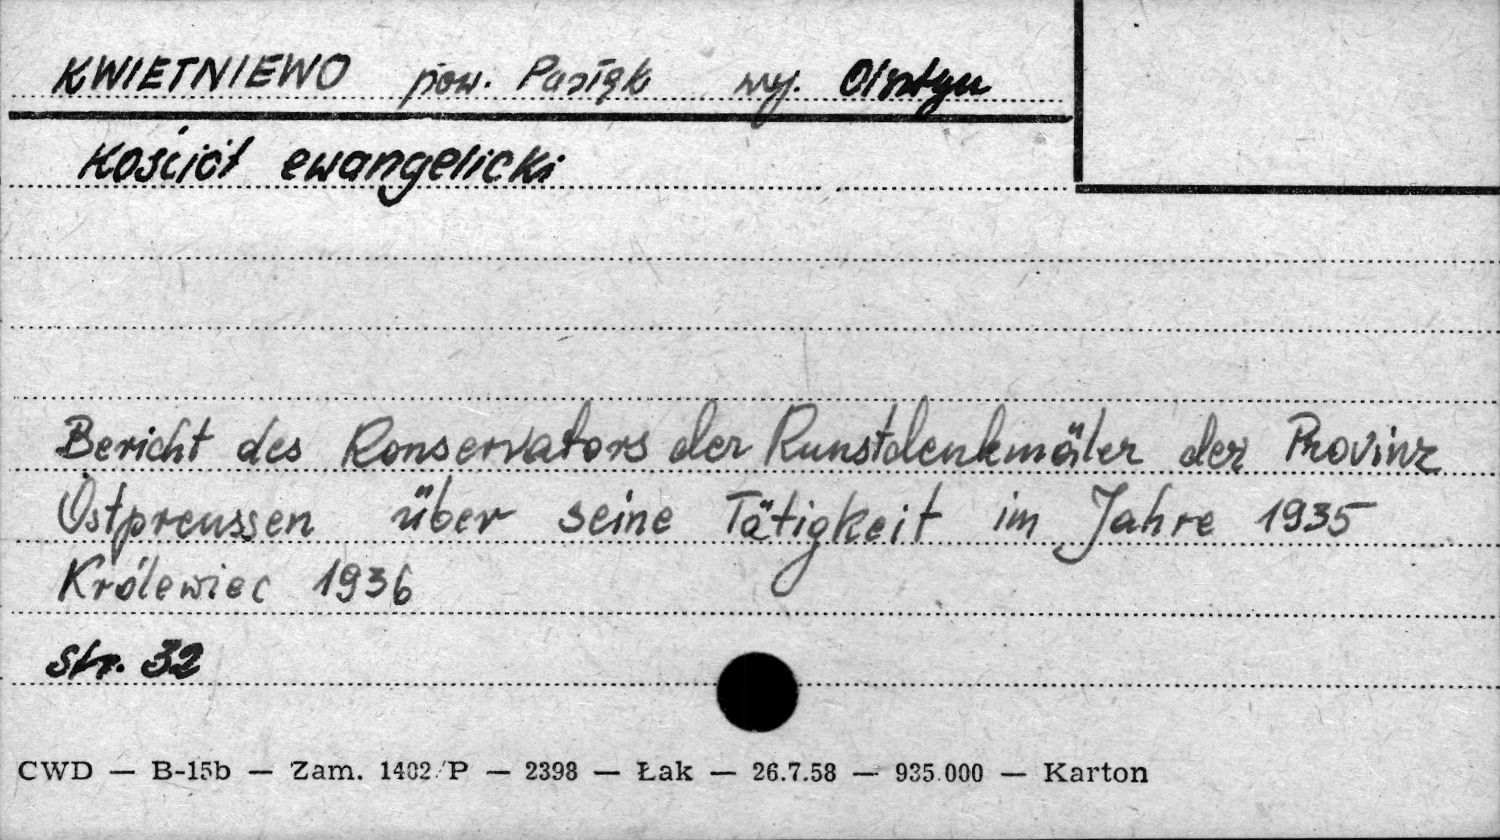 KWIETNIEWO pow. Pasłęk woj. Olsztyn
Kościół ewangelicki
Bericht des Konservators der Kunstdenkmäler der Provinz
Ostpreussen über seine Tätigkeit im Jahre 1935
Królewiec 1936
str. 32
CWD — B-15b — Zam. 1402/P — 2398 — Łak — 26.7.58 — 935.000 — Karton